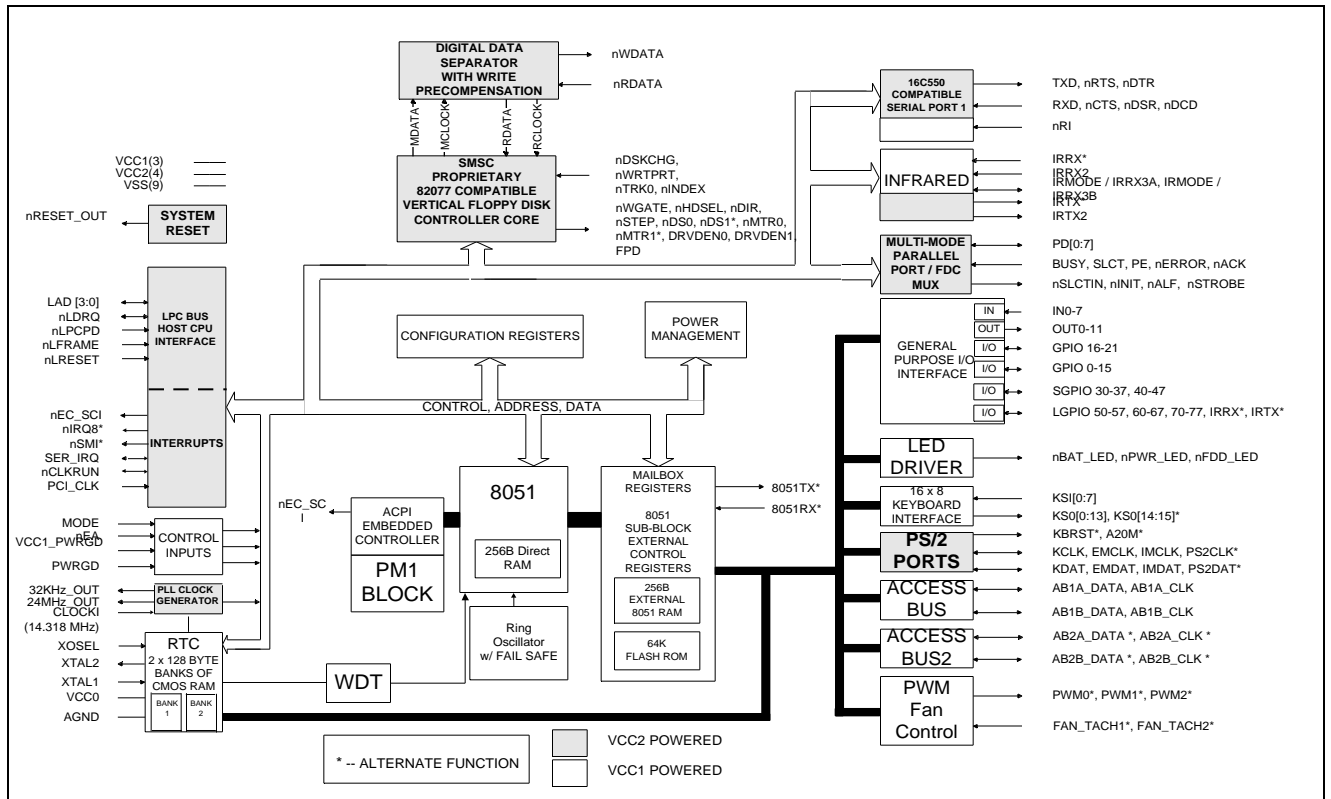 DIGITAL DATA
SEPARATOR
WITH WRITE
PRECOMPENSATION
nWDATA
nRDATA
MDATA
MCLOCK
RDATA
RCLOCK
SMSC
PROPRIETARY
82077 COMPATIBLE
VERTICAL FLOPPY DISK
CONTROLLER CORE
nDSKCHG,
nWRTPRT,
nTRK0, nINDEX
nWGATE, nHDSEL, nDIR,
nSTEP, nDS0, nDS1*, nMTR0,
nMTR1*, DRVDEN0, DRVDEN1,
FPD
VCC1(3)
VCC2(4)
VSS(9)
nRESET_OUT
SYSTEM
RESET
LAD [3:0]
nLDRQ
nLPCPD
nLFRAME
nLRESET
LPC BUS
HOST CPU
INTERFACE
nEC_SCI
nIRQ8*
nSMI*
SER_IRQ
nCLKRUN
PCI_CLK
INTERRUPTS
MODE
nEA
VCC1_PWRGD
PWRGD
CONTROL
INPUTS
32KHz_OUT
24MHz_OUT
CLOCKI
(14.318 MHz)
PLL CLOCK
GENERATOR
XOSEL
XTAL2
XTAL1
VCC0
AGND
RTC
2 x 128 BYTE
BANKS OF
CMOS RAM
BANK
1
BANK
2
CONFIGURATION REGISTERS
POWER
MANAGEMENT
CONTROL, ADDRESS, DATA
nEC_SC
I
ACPI
EMBEDDED
CONTROLLER
PM1
BLOCK
8051
256B Direct
RAM
Ring
Oscillator
w/ FAIL SAFE
WDT
MAILBOX
REGISTERS
8051
SUB-BLOCK
EXTERNAL
CONTROL
REGISTERS
256B
EXTERNAL
8051 RAM
64K
FLASH ROM
8051TX*
8051RX*
16C550
COMPATIBLE
SERIAL PORT 1
TXD, nRTS, nDTR
RXD, nCTS, nDSR, nDCD
nRI
INFRARED
IRRX*
IRRX2
IRMODE / IRRX3A, IRMODE /
IRRX3B
IRTX*
IRTX2
MULTI-MODE
PARALLEL
PORT / FDC
MUX
PD[0:7]
BUSY, SLCT, PE, nERROR, nACK
nSLCTIN, nINIT, nALF, nSTROBE
GENERAL
PURPOSE I/O
INTERFACE
IN
OUT
I/O
I/O
I/O
I/O
IN0-7
OUT0-11
GPIO 16-21
GPIO 0-15
SGPIO 30-37, 40-47
LGPIO 50-57, 60-67, 70-77, IRRX*, IRTX*
LED
DRIVER
nBAT_LED, nPWR_LED, nFDD_LED
16 x 8
KEYBOARD
INTERFACE
KSI[0:7]
KS0[0:13], KS0[14:15]*
PS/2
PORTS
KBRST*, A20M*
KCLK, EMCLK, IMCLK, PS2CLK*
KDAT, EMDAT, IMDAT, PS2DAT*
ACCESS
BUS
AB1A_DATA, AB1A_CLK
AB1B_DATA, AB1B_CLK
ACCESS
BUS2
AB2A_DATA *, AB2A_CLK *
AB2B_DATA *, AB2B_CLK *
PWM
Fan
Control
PWM0*, PWM1*, PWM2*
FAN_TACH1*, FAN_TACH2*
* -- ALTERNATE FUNCTION
VCC2 POWERED
VCC1 POWERED